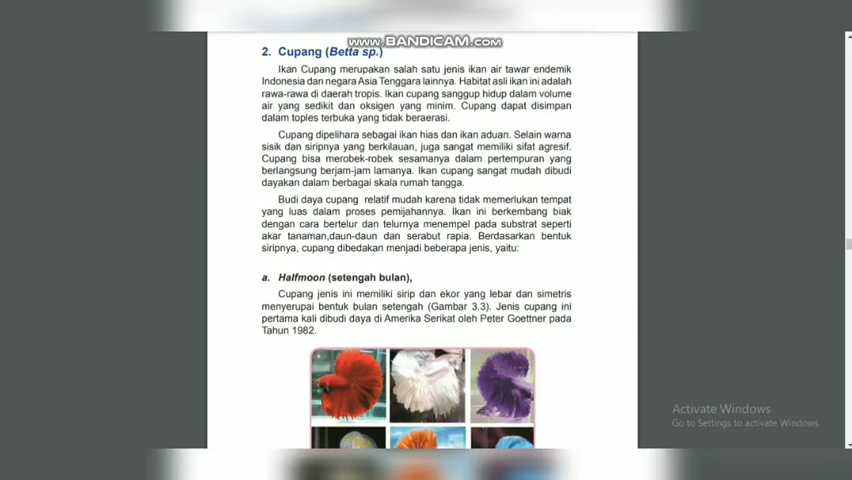 www.BANDICAM.com
2. Cupang (Betta sp.)
Ikan Cupang merupakan salah satu jenis ikan air tawar endemik
Indonesia dan negara Asia Tenggara lainnya. Habitat asli ikan ini adalah
rawa-rawa di daerah tropis. Ikan cupang sanggup hidup dalam volume
air yang sedikit dan oksigen yang minim. Cupang dapat disimpan
dalam toples terbuka yang tidak beraerasi.
Cupang dipelihara sebagai ikan hias dan ikan aduan. Selain warna
sisik dan siripnya yang berkilauan, juga sangat memiliki sifat agresif.
Cupang bisa merobek-robek sesamanya dalam pertempuran yang
berlangsung berjam-jam lamanya. Ikan cupang sangat mudah dibudi
dayakan dalam berbagai skala rumah tangga.
Budi daya cupang relatif mudah karena tidak memerlukan tempat
yang luas dalam proses pemijahannya. Ikan ini berkembang biak
dengan cara bertelur dan telurnya menempel pada substrat seperti
akar tanaman,daun-daun dan serabut rapia. Berdasarkan bentuk
siripnya, cupang dibedakan menjadi beberapa jenis, yaitu:
a. Halfmoon (setengah bulan),
Cupang jenis ini memiliki sirip dan ekor yang lebar dan simetris
menyerupai bentuk bulan setengah (Gambar 3.3). Jenis cupang ini
pertama kali dibudi daya di Amerika Serikat oleh Peter Goettner pada
Tahun 1982.
Activate Windows
Go to Settings to activate Windows.